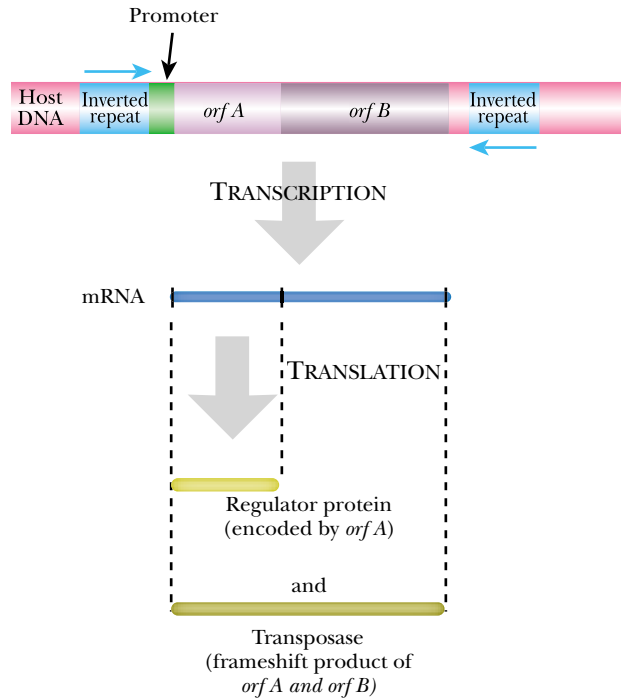 Promoter
Host
DNA
Inverted
repeat
orf A
orf B
Inverted
repeat
TRANSCRIPTION
mRNA
TRANSLATION
Regulator protein
(encoded by orf A)
and
Transposase
(frameshift product of
orf A and orf B)